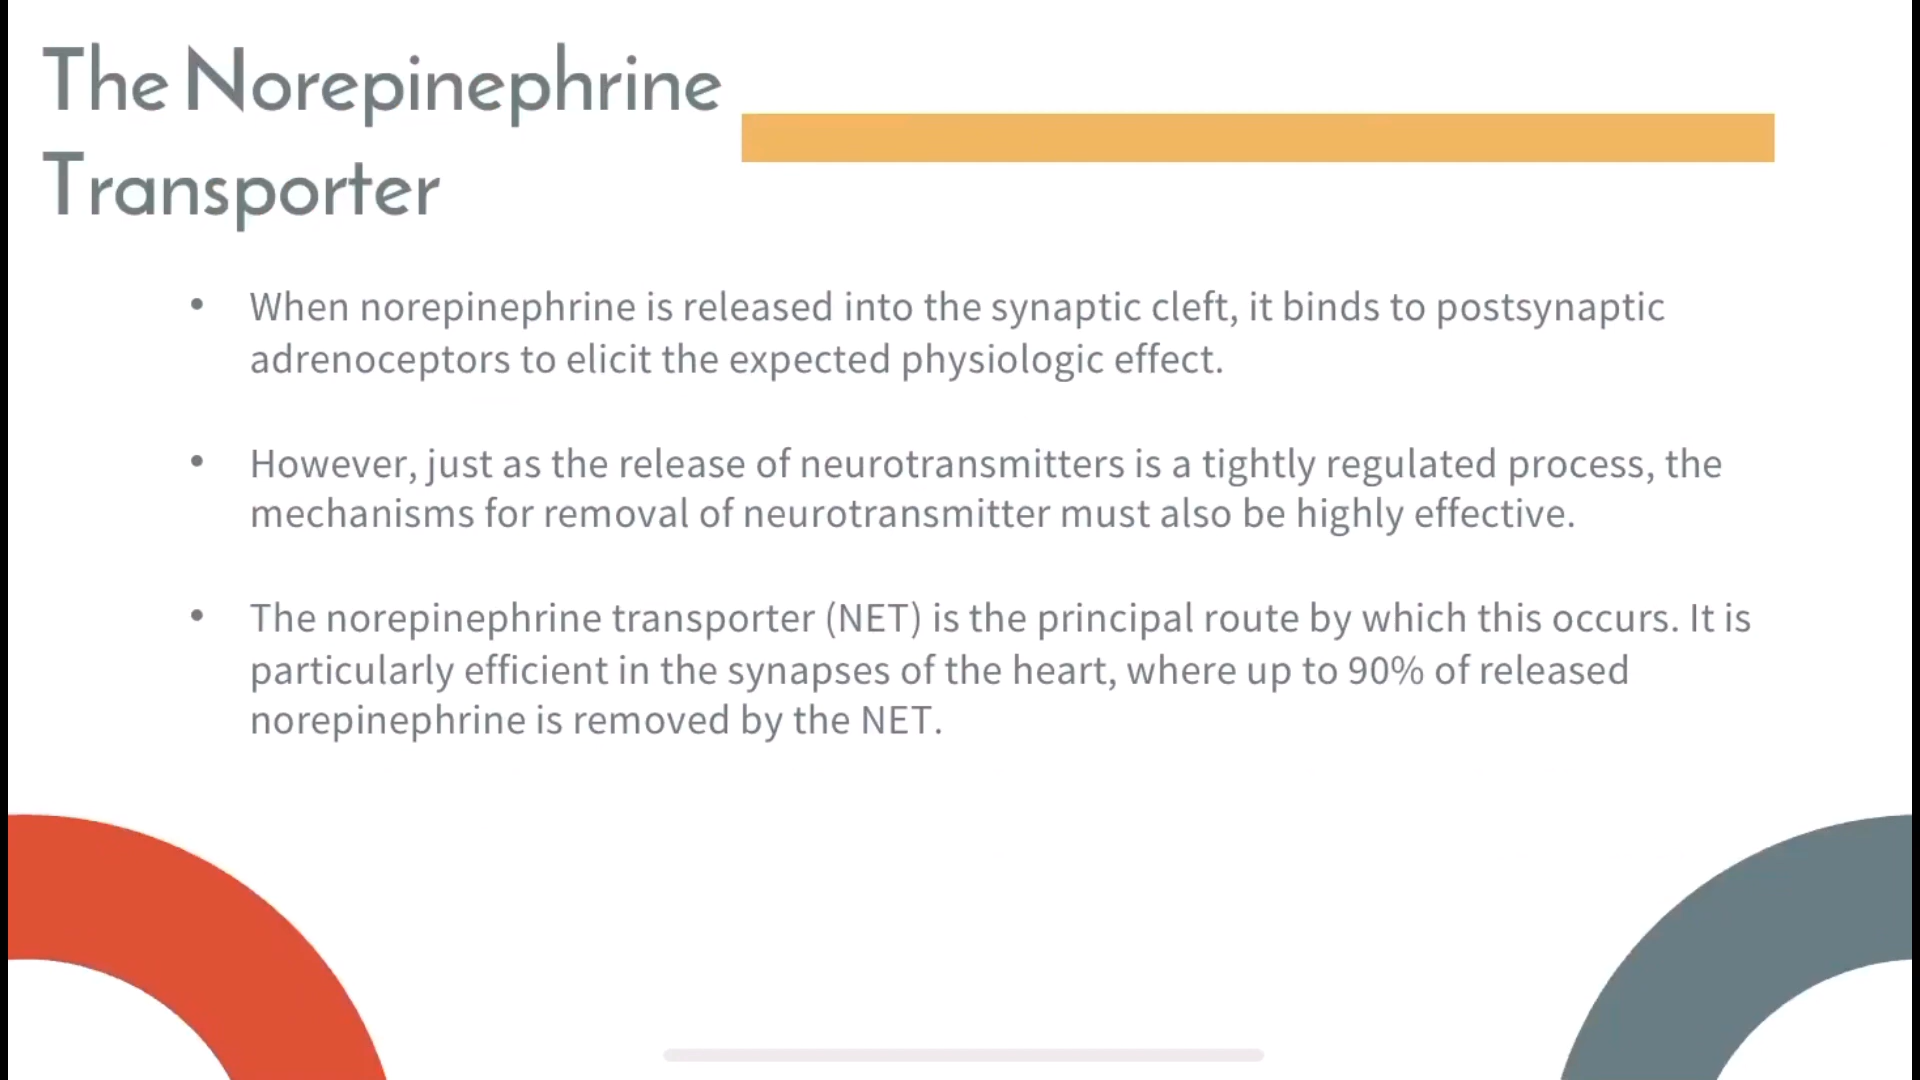 The Norepinephrine
Transporter
• When norepinephrine is released into the synaptic cleft, it binds to postsynaptic
adrenoceptors to elicit the expected physiologic effect.
• However, just as the release of neurotransmitters is a tightly regulated process, the
mechanisms for removal of neurotransmitter must also be highly effective.
• The norepinephrine transporter (NET) is the principal route by which this occurs. It is
particularly efficient in the synapses of the heart, where up to 90% of released
norepinephrine is removed by the NET.